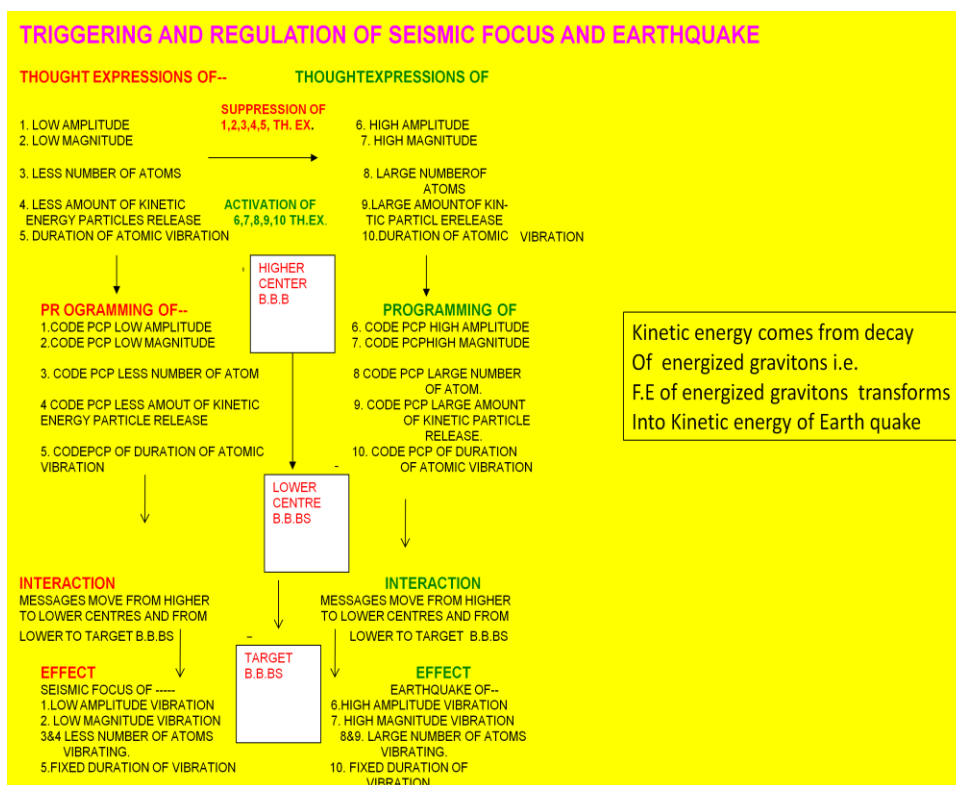 TRIGGERING AND REGULATION OF SEISMIC FOCUS AND EARTHQUAKE
THOUGHT EXPRESSIONS OF--
1. LOW AMPLITUDE
2. LOW MAGNITUDE
3. LESS NUMBER OF ATOMS
4. LESS AMOUNT OF KINETIC
ENERGY PARTICLES RELEASE
5. DURATION OF ATOMIC VIBRATION
SUPPRESSION OF
1,2,3,4,5, TH. EX.
ACTIVATION OF
6,7,8,9,10 TH.EX.
THOUGHTEXPRESSIONS OF
6. HIGH AMPLITUDE
7. HIGH MAGNITUDE
8. LARGE NUMBEROF
ATOMS
9.LARGE AMOUNTOF KIN-
TIC PARTICL ERELEASE
10.DURATION OF ATOMIC VIBRATION
HIGHER
CENTER
B.B.B
PR OGRAMMING OF--
1.CODE PCP LOW AMPLITUDE
2.CODE PCP LOW MAGNITUDE
3. CODE PCP LESS NUMBER OF ATOM
4 CODE PCP LESS AMOUT OF KINETIC
ENERGY PARTICLE RELEASE
5. CODEPCP OF DURATION OF ATOMIC
VIBRATION
PROGRAMMING OF
6. CODE PCP HIGH AMPLITUDE
7. CODE PCPHIGH MAGNITUDE
8 CODE PCP LARGE NUMBER
OF ATOM.
9. CODE PCP LARGE AMOUNT
OF KINETIC PARTICLE
RELEASE.
10. CODE PCP OF DURATION
OF ATOMIC VIBRATION
Kinetic energy comes from decay
Of energized gravitons i.e.
F.E of energized gravitons transforms
Into Kinetic energy of Earth quake
LOWER
CENTRE
B.B.BS
INTERACTION
MESSAGES MOVE FROM HIGHER
TO LOWER CENTRES AND FROM
LOWER TO TARGET B.B.BS
INTERACTION
MESSAGES MOVE FROM HIGHER
TO LOWER CENTRES AND FROM
LOWER TO TARGET B.B.BS
TARGET
B.B.BS
EFFECT
SEISMIC FOCUS OF -----
1.LOW AMPLITUDE VIBRATION
2. LOW MAGNITUDE VIBRATION
3&4 LESS NUMBER OF ATOMS
VIBRATING.
5.FIXED DURATION OF VIBRATION
EFFECT
EARTHQUAKE OF--
6.HIGH AMPLITUDE VIBRATION
7. HIGH MAGNITUDE VIBRATION
8&9. LARGE NUMBER OF ATOMS
VIBRATING.
10. FIXED DURATION OF
VIBRATION